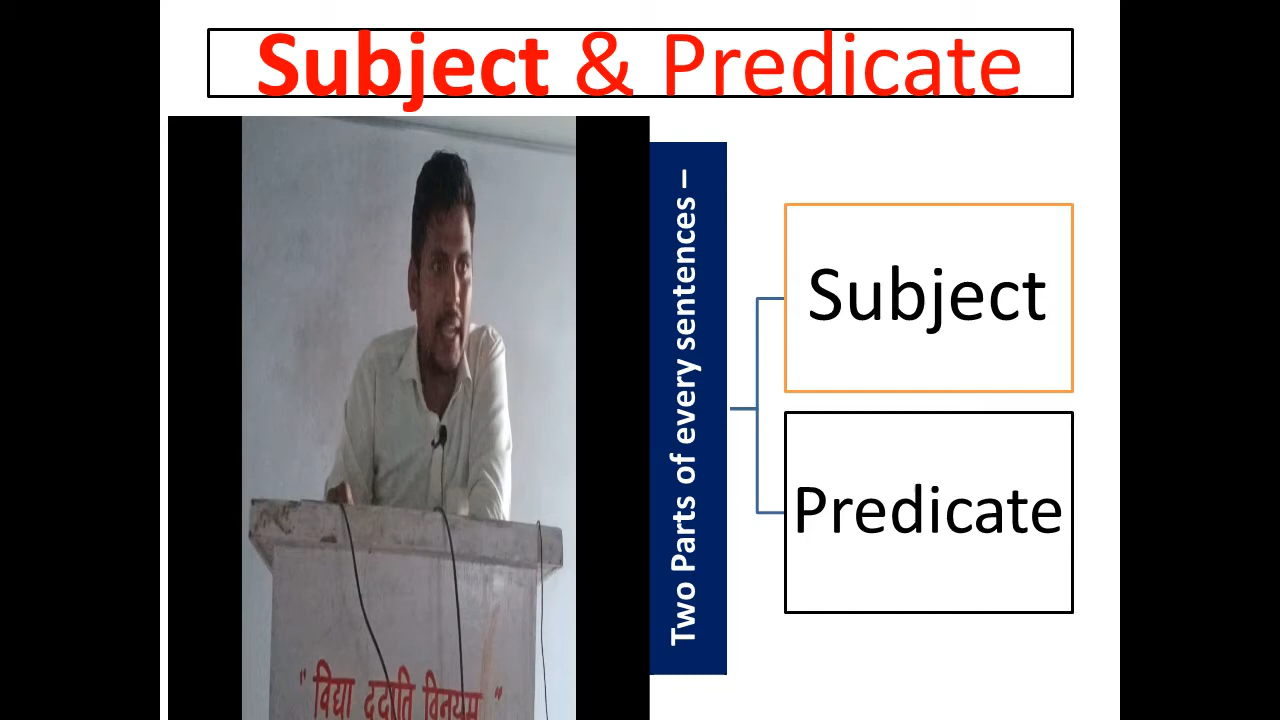 Subject & Predicate
Two Parts of every sentences –
Subject
Predicate
" विद्या ददाति विनयम् "